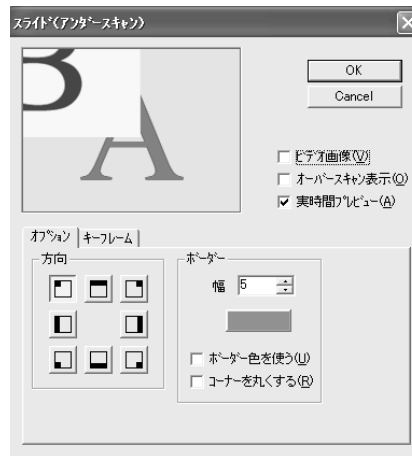 スライド(アンダースキャン)
B
A
OK
Cancel
ビデオ画像(V)
オーバースキャン表示(O)
実時間プレビュー(A)
オプション
キーフレーム
方向
ボーダー
幅 5
ボーダー色を使う(U)
コーナーを丸くする(R)